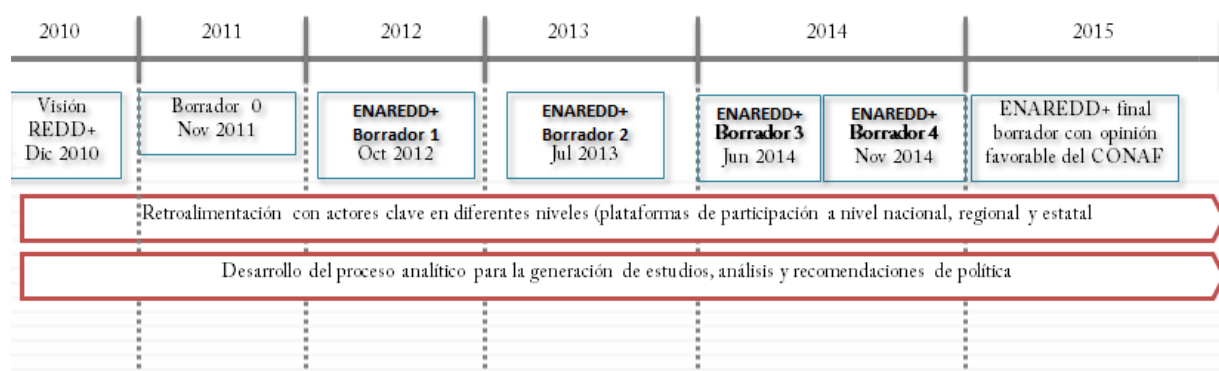 2010
2011
2012
2013
2014
2015
Visión
REDD+
Dic 2010
Borrador 0
Nov 2011
ENAREDD+
Borrador 1
Oct 2012
ENAREDD+
Borrador 2
Jul 2013
ENAREDD+
Borrador 3
Jun 2014
ENAREDD+
Borrador 4
Nov 2014
ENAREDD+ final
borrador con opinión
favorable del CONAF
Retroalimentación con actores clave en diferentes niveles (plataformas de participación a nivel nacional, regional y estatal
Desarrollo del proceso analítico para la generación de estudios, análisis y recomendaciones de política